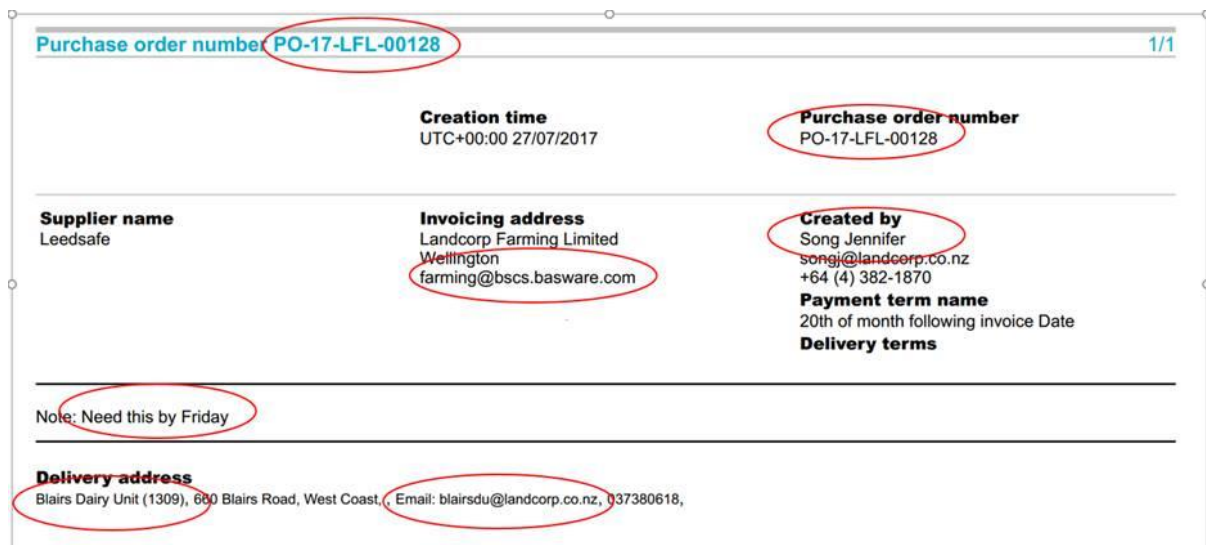 Purchase order number PO-17-LFL-00128 1/1
Creation time
UTC+00:00 27/07/2017
Purchase order number
PO-17-LFL-00128
Supplier name
Leedsafe
Invoicing address
Landcorp Farming Limited
Wellington
farming@bscs.basware.com
Created by
Song Jennifer
songj@landcorp.co.nz
+64 (4) 382-1870
Payment term name
20th of month following invoice Date
Delivery terms
Note: Need this by Friday
Delivery address
Blairs Dairy Unit (1309), 660 Blairs Road, West Coast, , Email: blairsdu@landcorp.co.nz, 037380618,